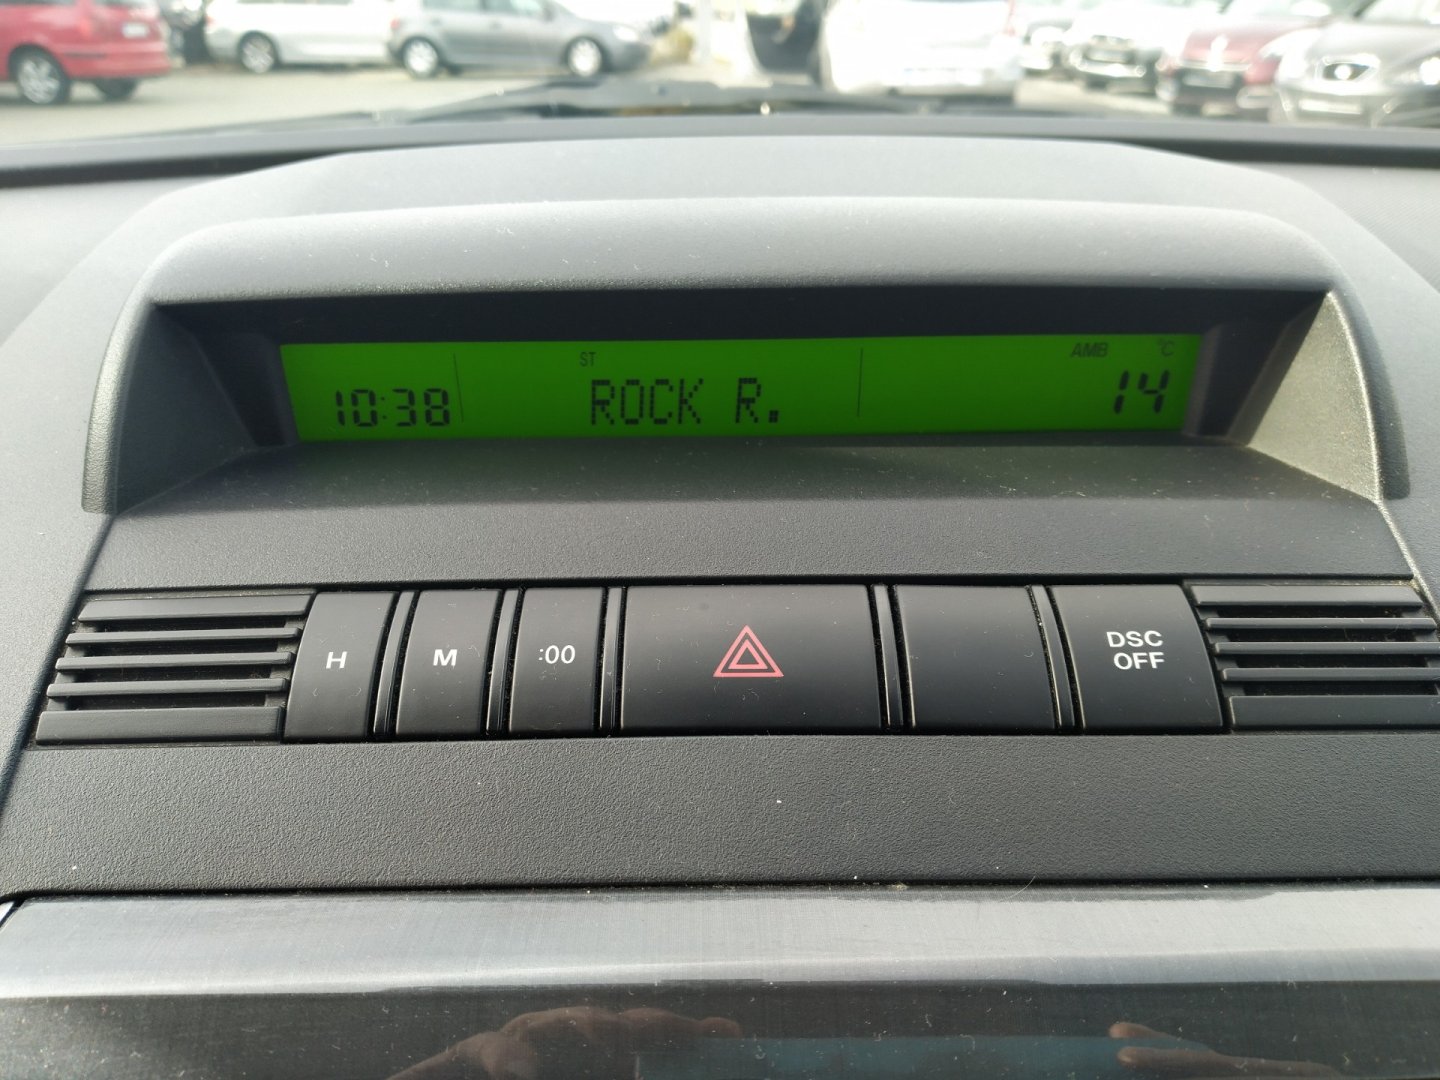 ST
AMB °C
10:38 ROCK R. 14
H M :00 DSC
OFF